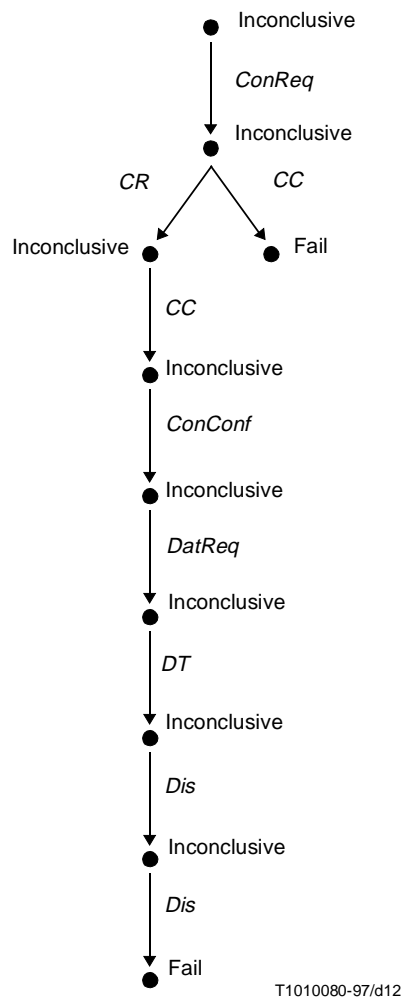 Inconclusive
ConReq
Inconclusive
CR CC
Inconclusive Fail
CC
Inconclusive
ConConf
Inconclusive
DatReq
Inconclusive
DT
Inconclusive
Dis
Inconclusive
Dis
Fail
T1010080-97/d12